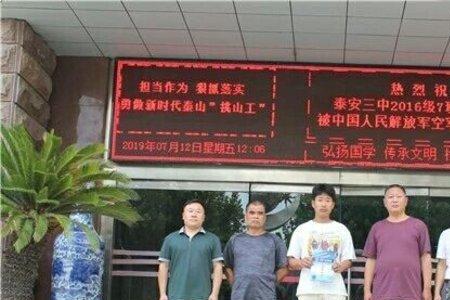 担当作为 狠抓落实
勇做新时代泰山"挑山工"
2019年07月12日星期五12:06
热烈祝
泰安三中2016级7班
被中国人民解放军空军
弘扬国学 传承文明